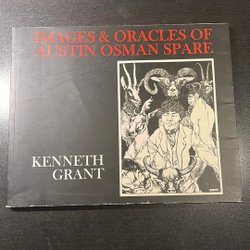 IMAGES & ORACLES OF
AUSTIN OSMAN SPARE
KENNETH
GRANT